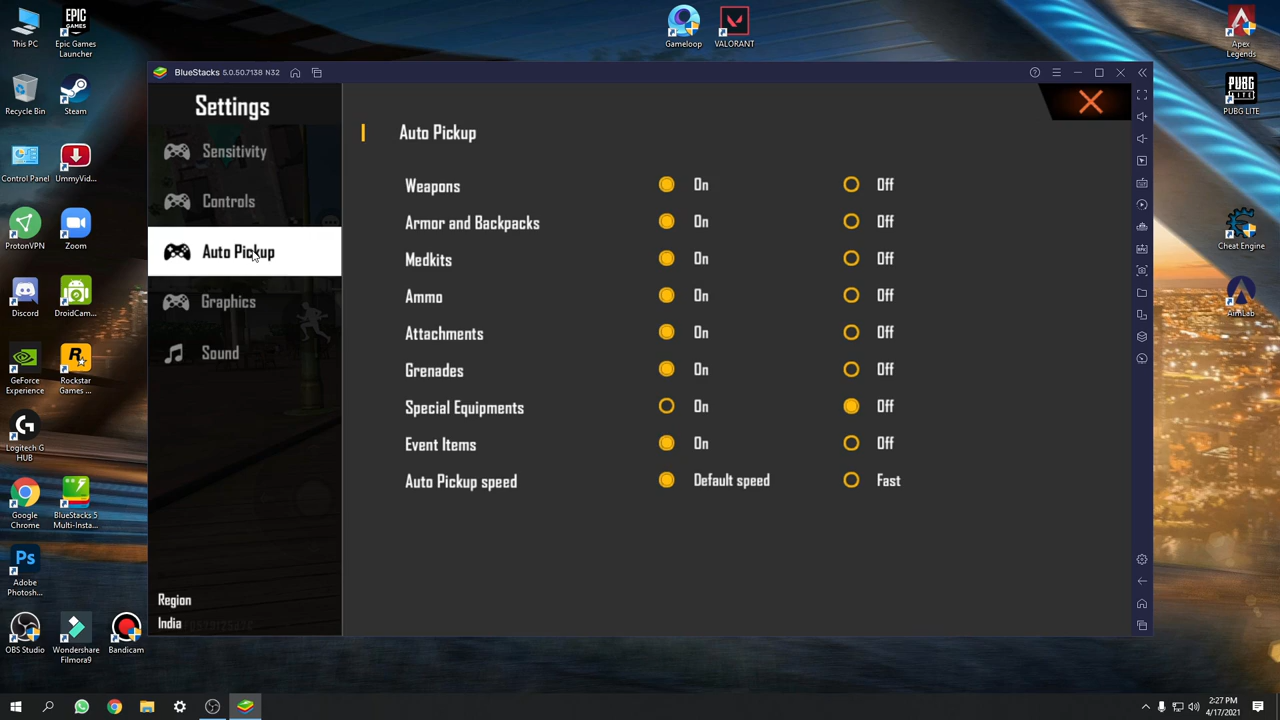 This PC
Epic Games
Launcher
EPIC
GAMES
Gameloop
VALORANT
Apex
Legends
Recycle Bin
Steam
PUBG
LITE
PUBG LITE
Control Panel
UmmyVid...
ProtonVPN
Zoom
Cheat Engine
Discord
DroidCam...
AimLab
GeForce
Experience
Rockstar
Games ...
Logitech G
HUB
Google
Chrome
BlueStacks 5
Multi-Insta...
Ps
Adobe
Photosh...
OBS Studio
Wondershare
Filmora9
Bandicam
BlueStacks 5.0.50.7138 N32
Settings
Sensitivity
Controls
Auto Pickup
Graphics
Sound
Region
India
Auto Pickup
Weapons On Off
Armor and Backpacks On Off
Medkits On Off
Ammo On Off
Attachments On Off
Grenades On Off
Special Equipments On Off
Event Items On Off
Auto Pickup speed Default speed Fast
2:27 PM
4/17/2021